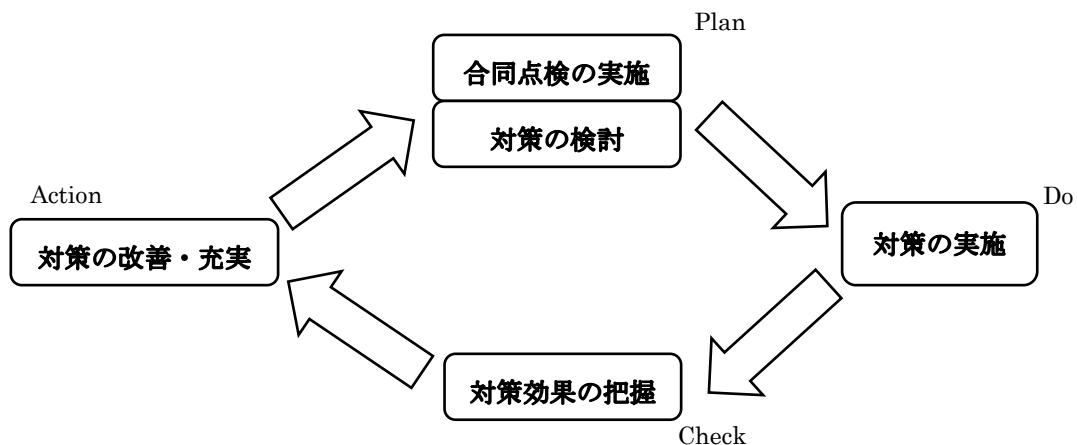 Plan
合同点検の実施
対策の検討
Action
対策の改善・充実
Do
対策の実施
対策効果の把握
Check